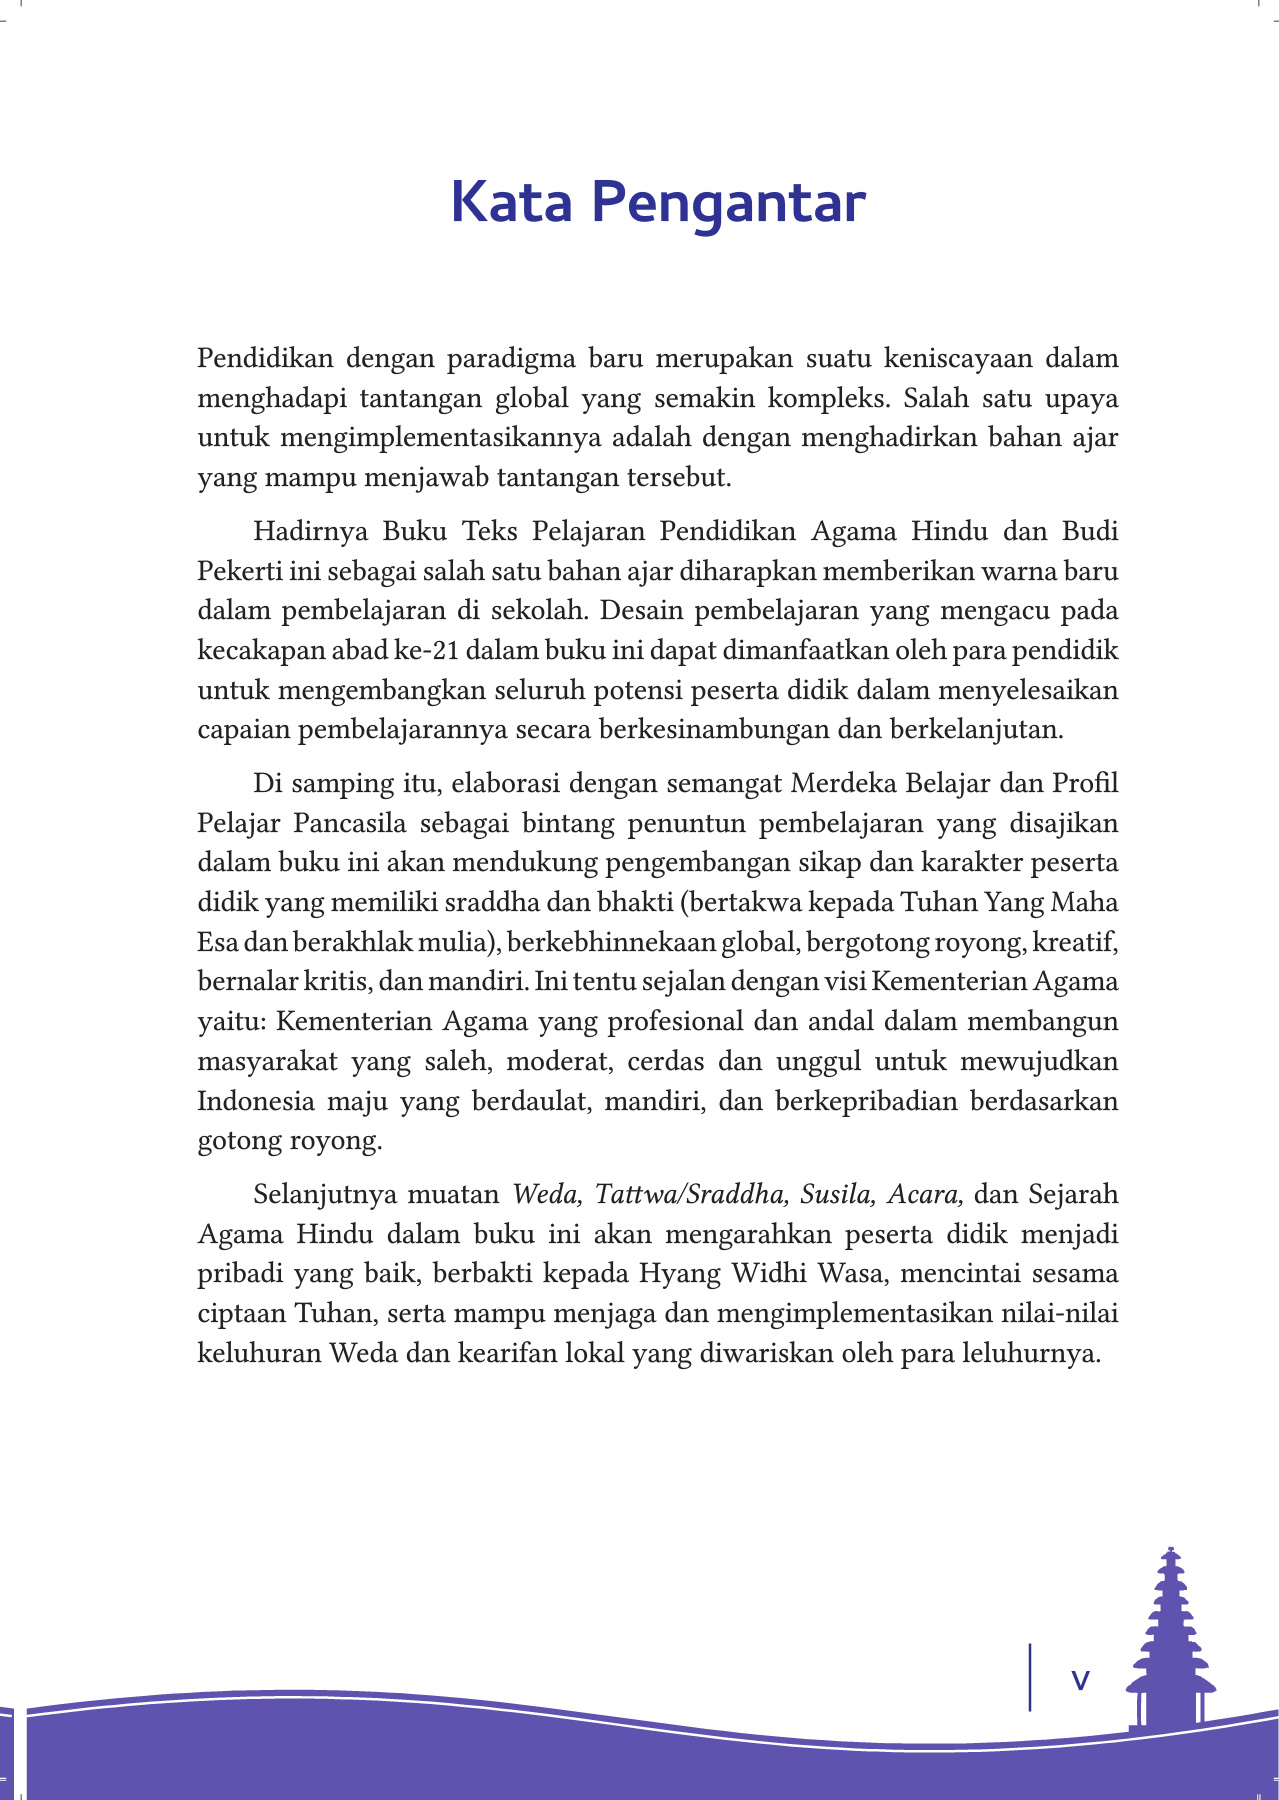 Kata Pengantar
Pendidikan dengan paradigma baru merupakan suatu keniscayaan dalam
menghadapi tantangan global yang semakin kompleks. Salah satu upaya
untuk mengimplementasikannya adalah dengan menghadirkan bahan ajar
yang mampu menjawab tantangan tersebut.
Hadirnya Buku Teks Pelajaran Pendidikan Agama Hindu dan Budi
Pekerti ini sebagai salah satu bahan ajar diharapkan memberikan warna baru
dalam pembelajaran di sekolah. Desain pembelajaran yang mengacu pada
kecakapan abad ke-21 dalam buku ini dapat dimanfaatkan oleh para pendidik
untuk mengembangkan seluruh potensi peserta didik dalam menyelesaikan
capaian pembelajarannya secara berkesinambungan dan berkelanjutan.
Di samping itu, elaborasi dengan semangat Merdeka Belajar dan Profil
Pelajar Pancasila sebagai bintang penuntun pembelajaran yang disajikan
dalam buku ini akan mendukung pengembangan sikap dan karakter peserta
didik yang memiliki sraddha dan bhakti (bertakwa kepada Tuhan Yang Maha
Esa dan berakhlak mulia), berkebhinnekaan global, bergotong royong, kreatif,
bernalar kritis, dan mandiri. Ini tentu sejalan dengan visi Kementerian Agama
yaitu: Kementerian Agama yang profesional dan andal dalam membangun
masyarakat yang saleh, moderat, cerdas dan unggul untuk mewujudkan
Indonesia maju yang berdaulat, mandiri, dan berkepribadian berdasarkan
gotong royong.
Selanjutnya muatan Weda, Tattwa/Sraddha, Susila, Acara, dan Sejarah
Agama Hindu dalam buku ini akan mengarahkan peserta didik menjadi
pribadi yang baik, berbakti kepada Hyang Widhi Wasa, mencintai sesama
ciptaan Tuhan, serta mampu menjaga dan mengimplementasikan nilai-nilai
keluhuran Weda dan kearifan lokal yang diwariskan oleh para leluhurnya.
v